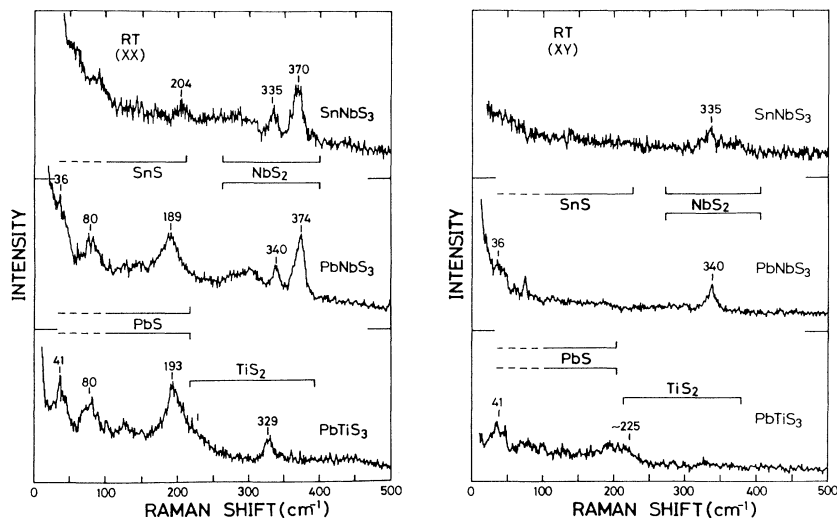 RT
(XX)
204
335
370
SnNbS3
SnS
NbS2
36
80
189
340
374
PbNbS3
PbS
TiS2
41
80
193
329
PbTiS3
INTENSITY
0 100 200 300 400 500
RAMAN SHIFT (cm⁻¹)
RT
(XY)
335
SnNbS3
SnS
NbS2
36
340
PbNbS3
PbS
TiS2
41
~225
PbTiS3
INTENSITY
0 100 200 300 400 500
RAMAN SHIFT (cm⁻¹)